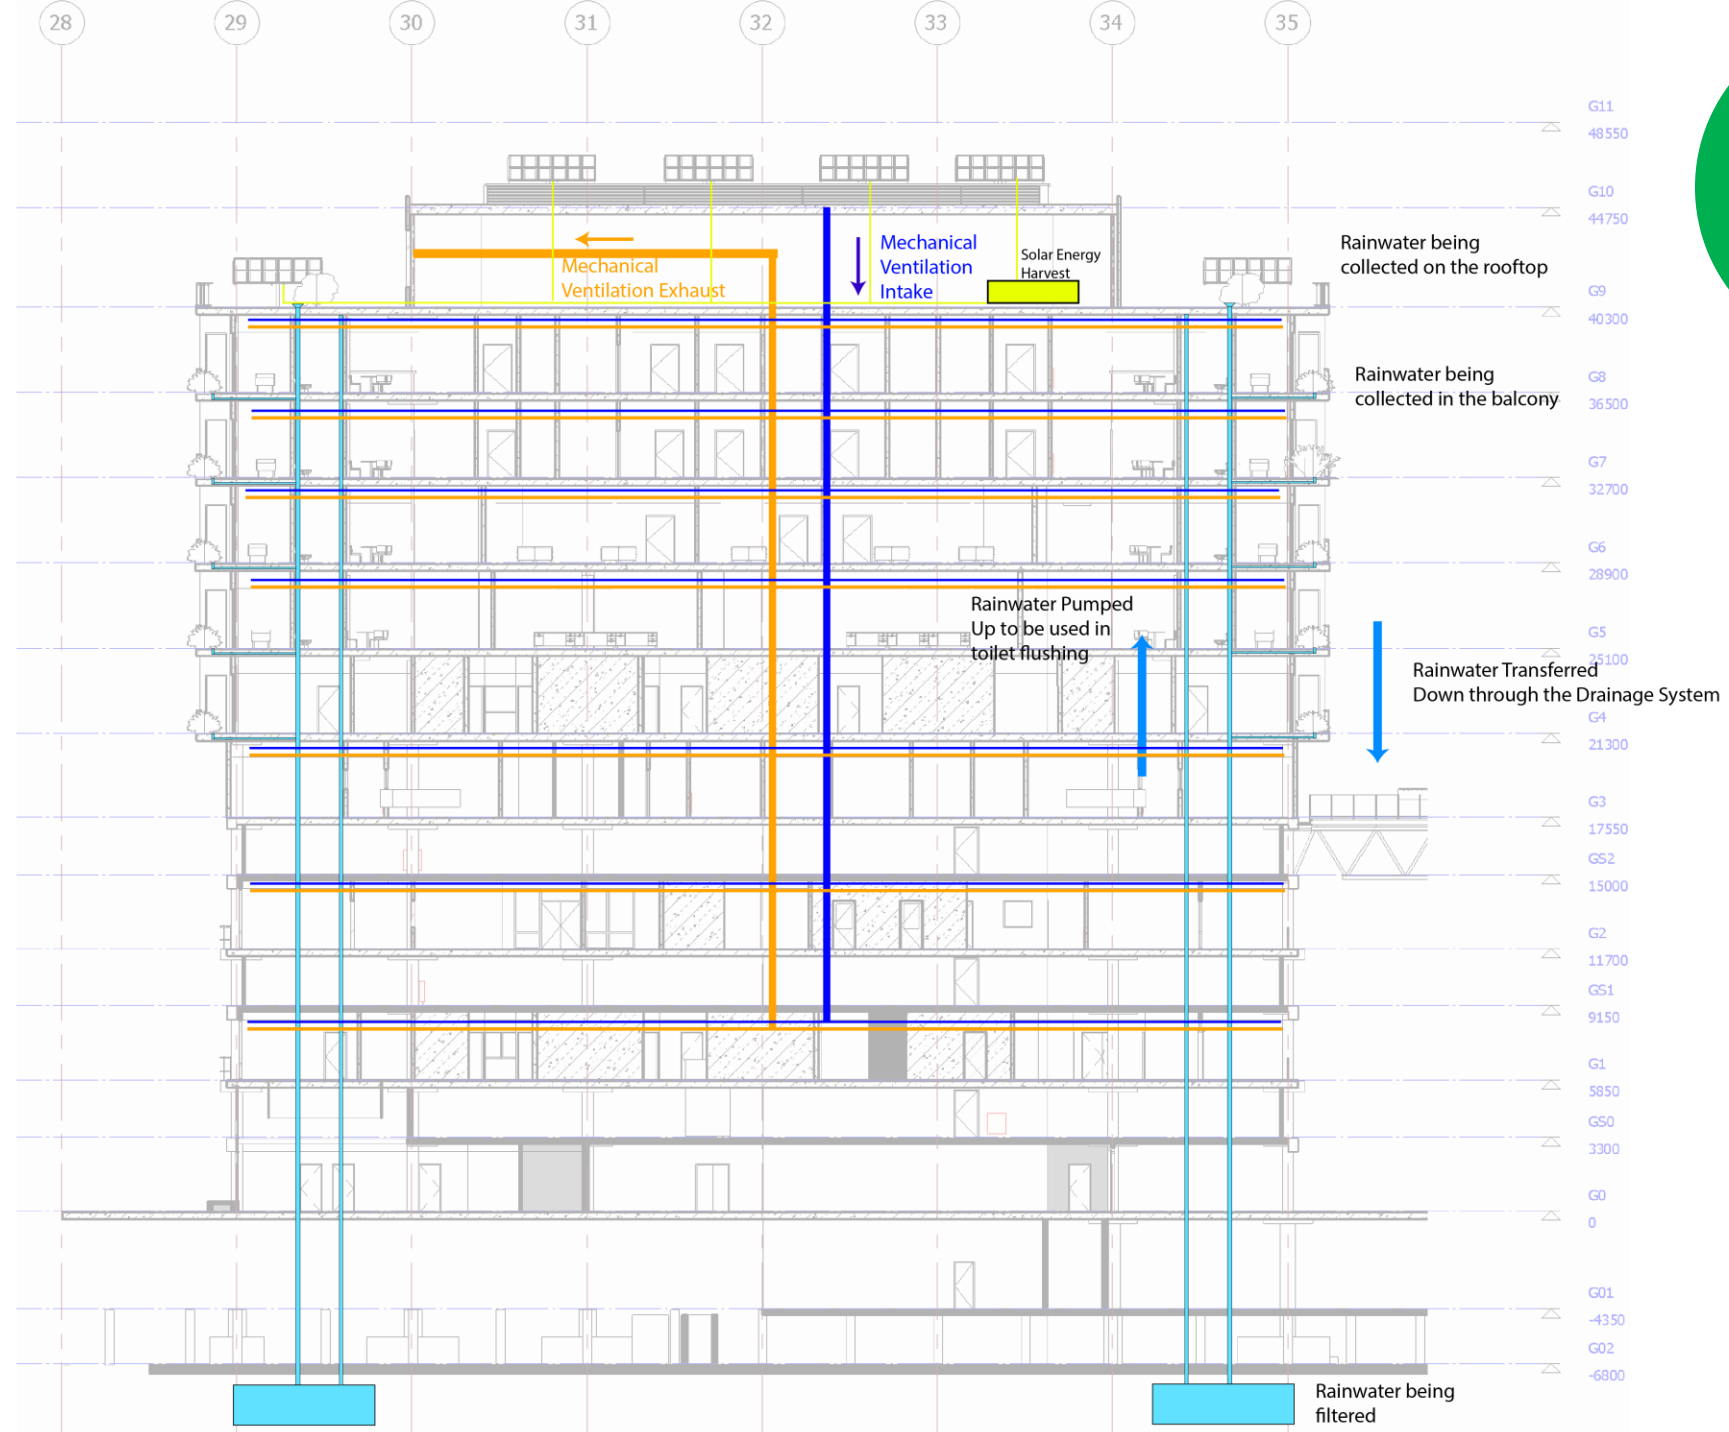 28 29 30 31 32 33 34 35
G11
48550
G10
44750
Mechanical
Ventilation Exhaust
Mechanical
Ventilation
Intake
Solar Energy
Harvest
Rainwater being
collected on the rooftop
G9
40300
Rainwater being
collected in the balcony
G8
36500
G7
32700
G6
28900
Rainwater Pumped
Up to be used in
toilet flushing
G5
25100
Rainwater Transferred
Down through the Drainage System
G4
21300
G3
17550
GS2
15000
G2
11700
GS1
9150
G1
5850
GS0
3300
G0
0
G01
-4350
G02
-6800
Rainwater being
filtered